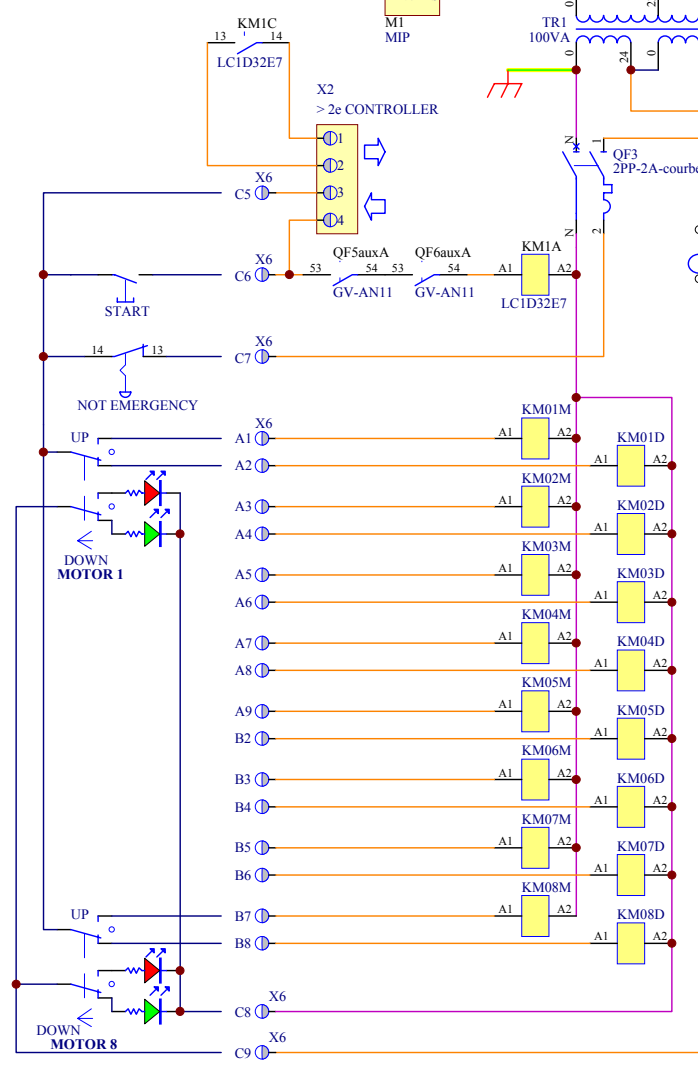 KM1C
13 14
LC1D32E7
M1
MIP
TR1
100VA
0 2
0 24 0
X2
> 2e CONTROLLER
1
2
3
4
N 1
QF3
2PP-2A-courbe
N 2
X6
C5
X6
C6
START
53 QF5auxA 54
GV-AN11
53 QF6auxA 54
GV-AN11
KM1A
A1 A2
LC1D32E7
14 13
NOT EMERGENCY
X6
C7
UP
X6
A1
A2
KM01M
A1 A2
KM01D
A1 A2
A3
KM02M
A1 A2
A4
KM02D
A1 A2
DOWN
MOTOR 1
A5
KM03M
A1 A2
A6
KM03D
A1 A2
A7
KM04M
A1 A2
A8
KM04D
A1 A2
A9
KM05M
A1 A2
B2
KM05D
A1 A2
B3
KM06M
A1 A2
B4
KM06D
A1 A2
B5
KM07M
A1 A2
B6
KM07D
A1 A2
UP
B7
KM08M
A1 A2
B8
KM08D
A1 A2
DOWN
MOTOR 8
X6
C8
X6
C9